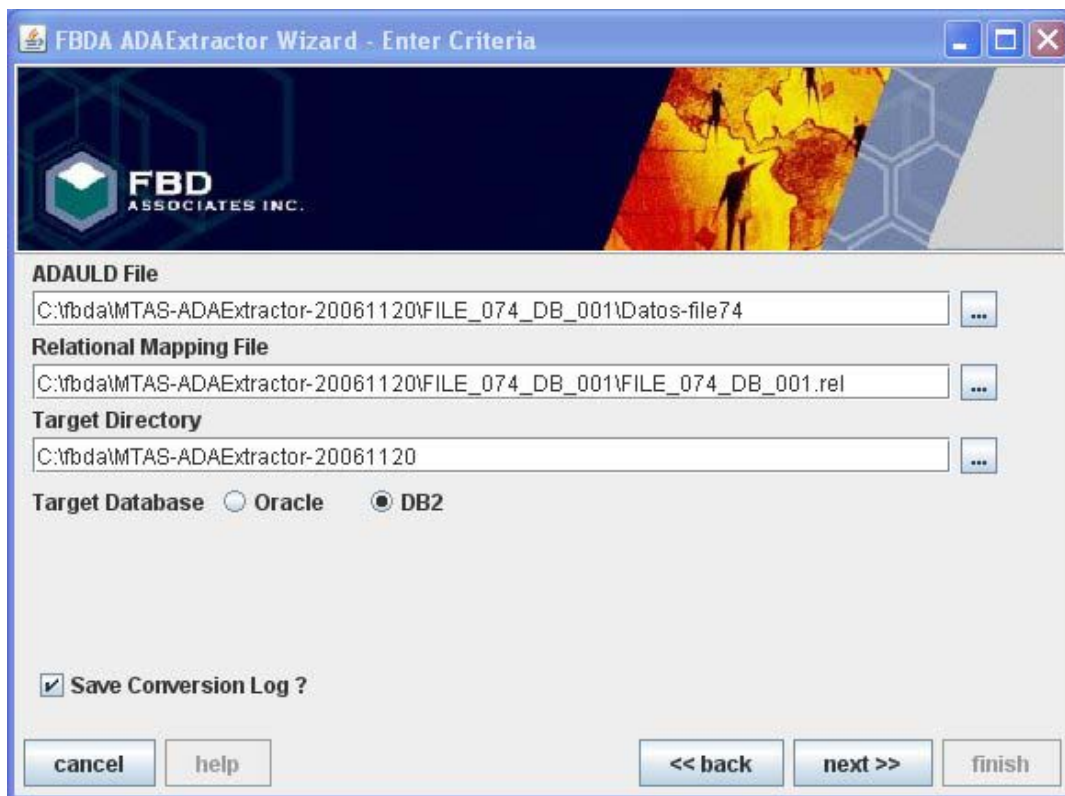 FBDA ADAExtractor Wizard - Enter Criteria
FBD
ASSOCIATES INC.
ADAULD File
C:\fbda\MTAS-ADAExtractor-20061120\FILE_074_DB_001\Datos-file74
...
Relational Mapping File
C:\fbda\MTAS-ADAExtractor-20061120\FILE_074_DB_001\FILE_074_DB_001.rel
...
Target Directory
C:\fbda\MTAS-ADAExtractor-20061120
...
Target Database Oracle DB2
Save Conversion Log ?
cancel help << back next >> finish